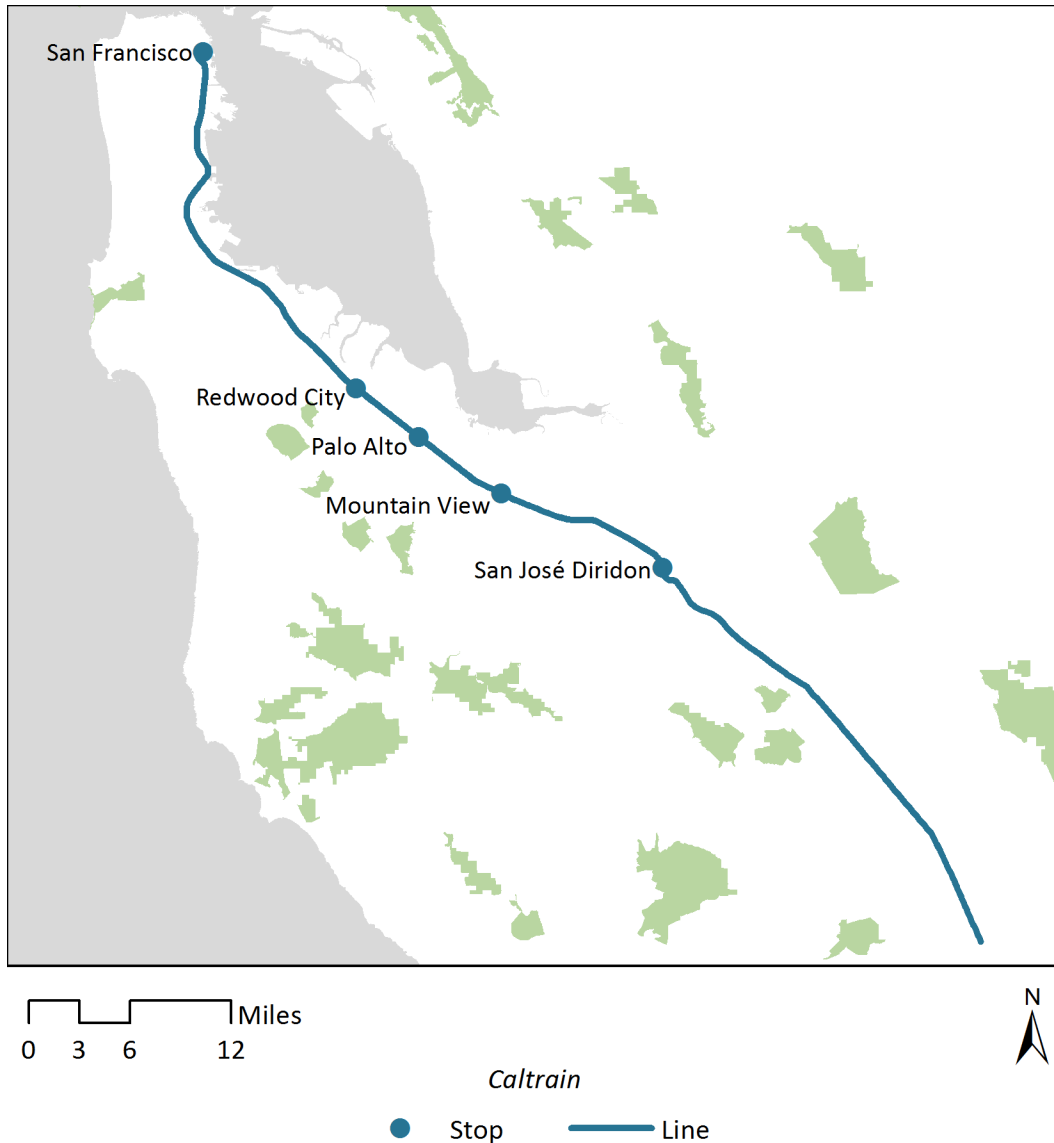 San Francisco
Redwood City
Palo Alto
Mountain View
San José Diridon
Miles
0 3 6 12
N
Caltrain
Stop Line